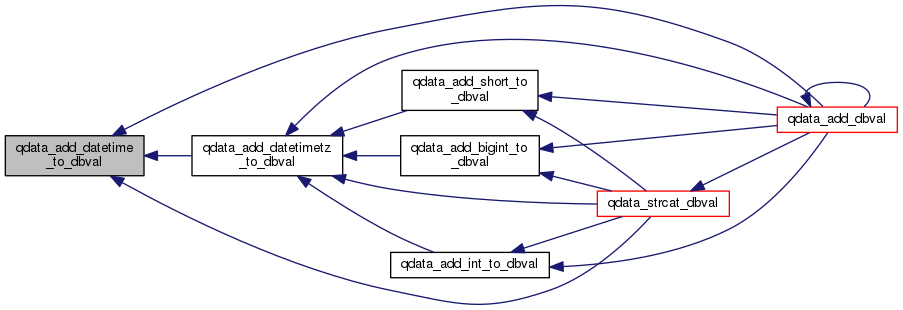 qdata_add_datetime
_to_dbval
qdata_add_datetimetz
_to_dbval
qdata_add_short_to
_dbval
qdata_add_bigint_to
_dbval
qdata_add_int_to_dbval
qdata_strcat_dbval
qdata_add_dbval